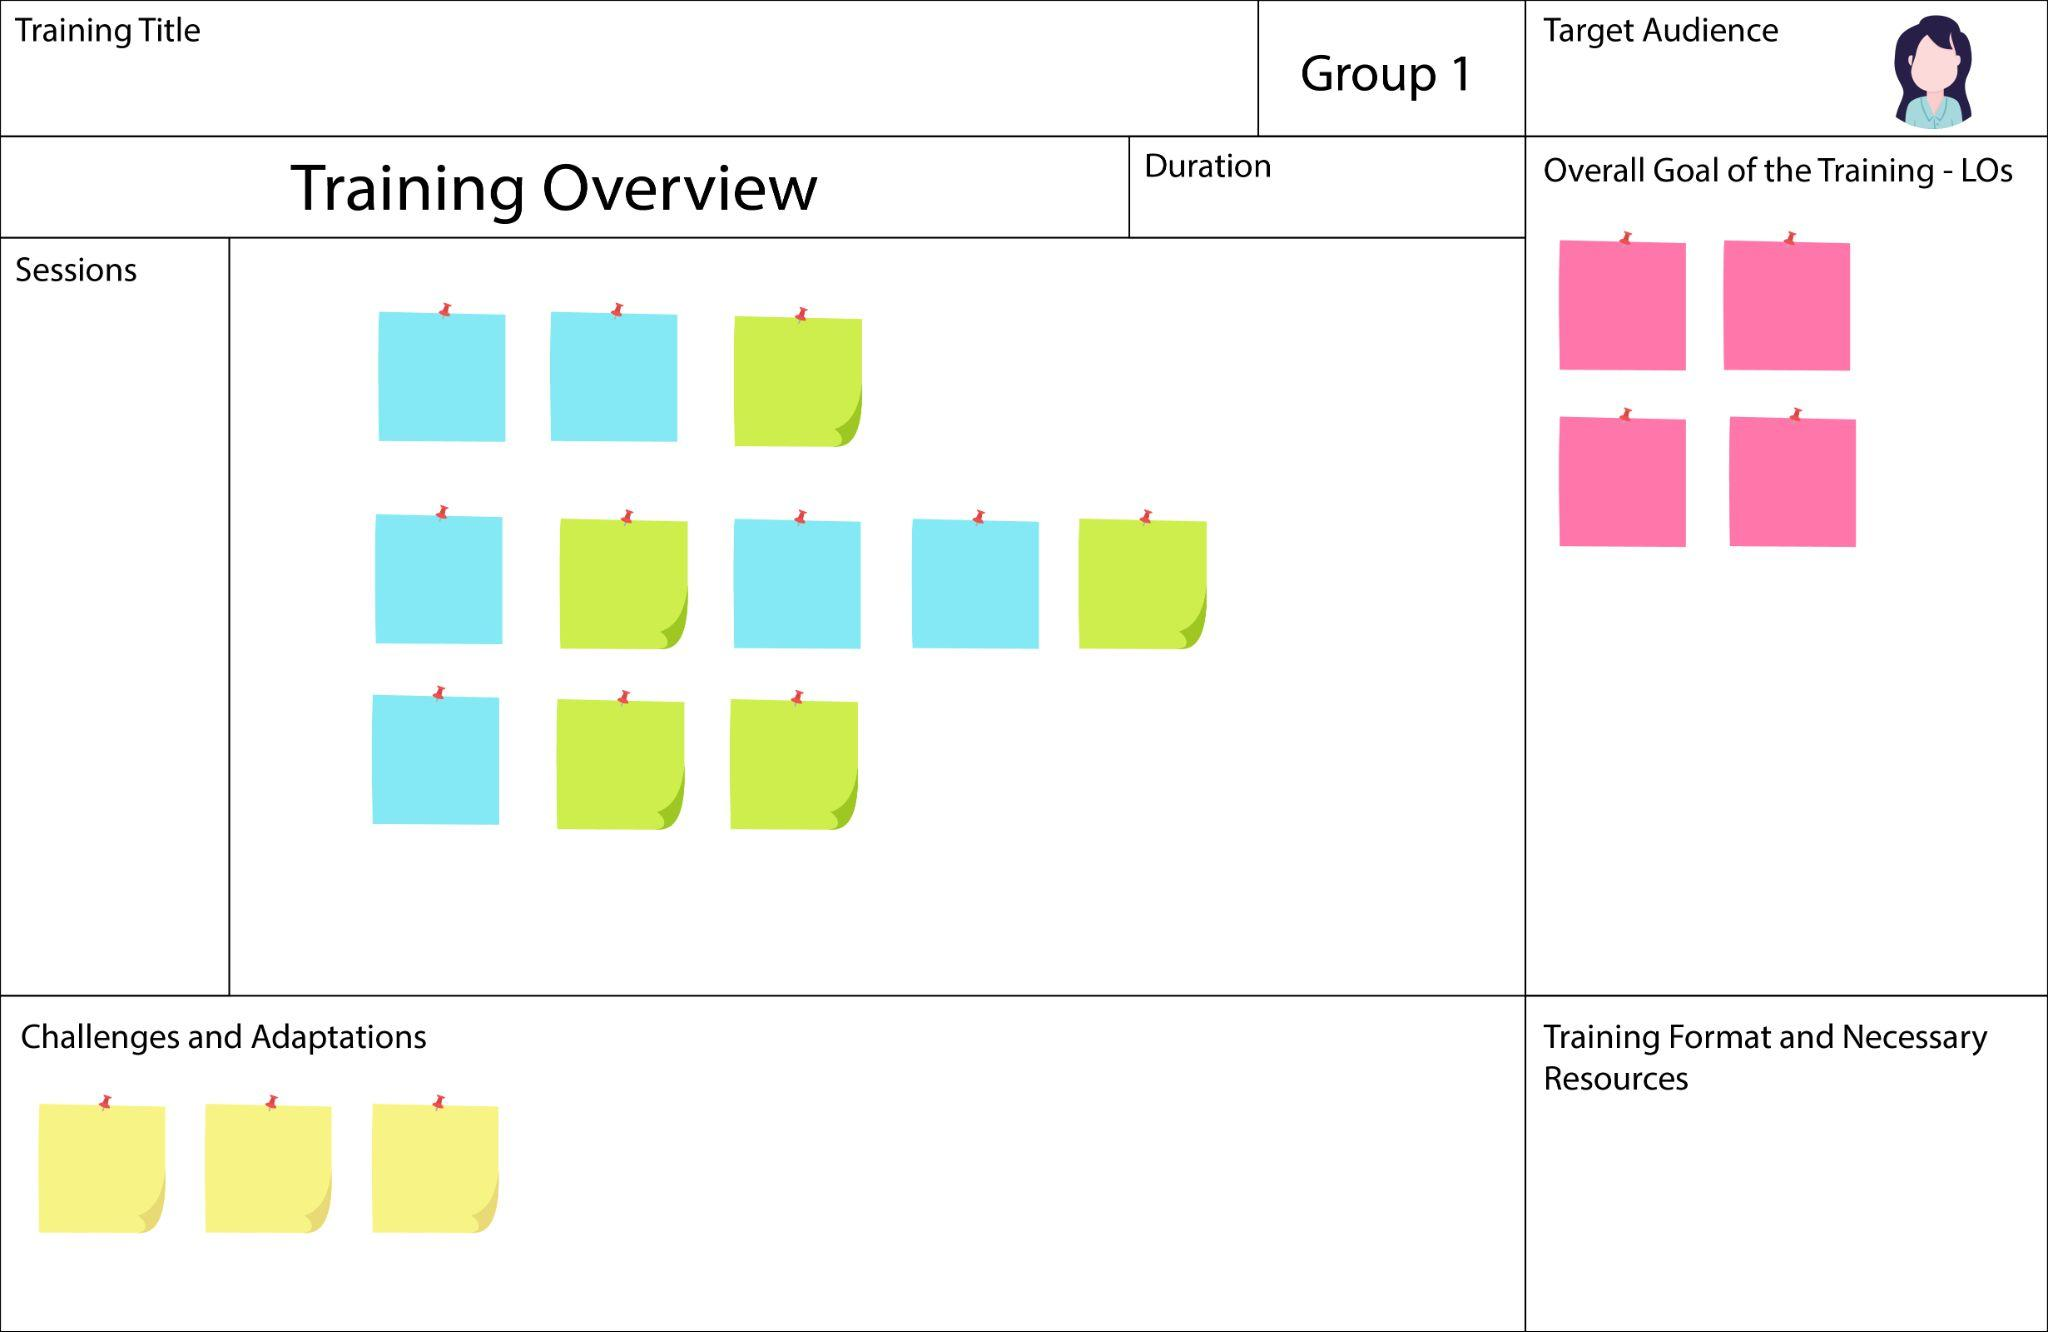 Training Title
Group 1
Target Audience
Training Overview
Duration
Overall Goal of the Training - LOs
Sessions
Challenges and Adaptations
Training Format and Necessary
Resources